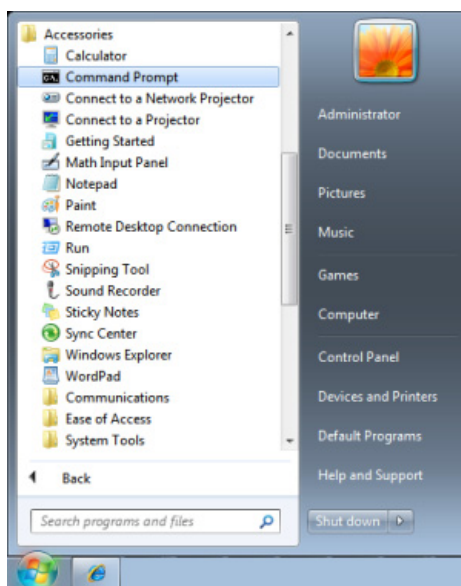 Accessories
Calculator
Command Prompt
Connect to a Network Projector
Connect to a Projector
Getting Started
Math Input Panel
Notepad
Paint
Remote Desktop Connection
Run
Snipping Tool
Sound Recorder
Sticky Notes
Sync Center
Windows Explorer
WordPad
Communications
Ease of Access
System Tools
Back
Search programs and files
Administrator
Documents
Pictures
Music
Games
Computer
Control Panel
Devices and Printers
Default Programs
Help and Support
Shut down